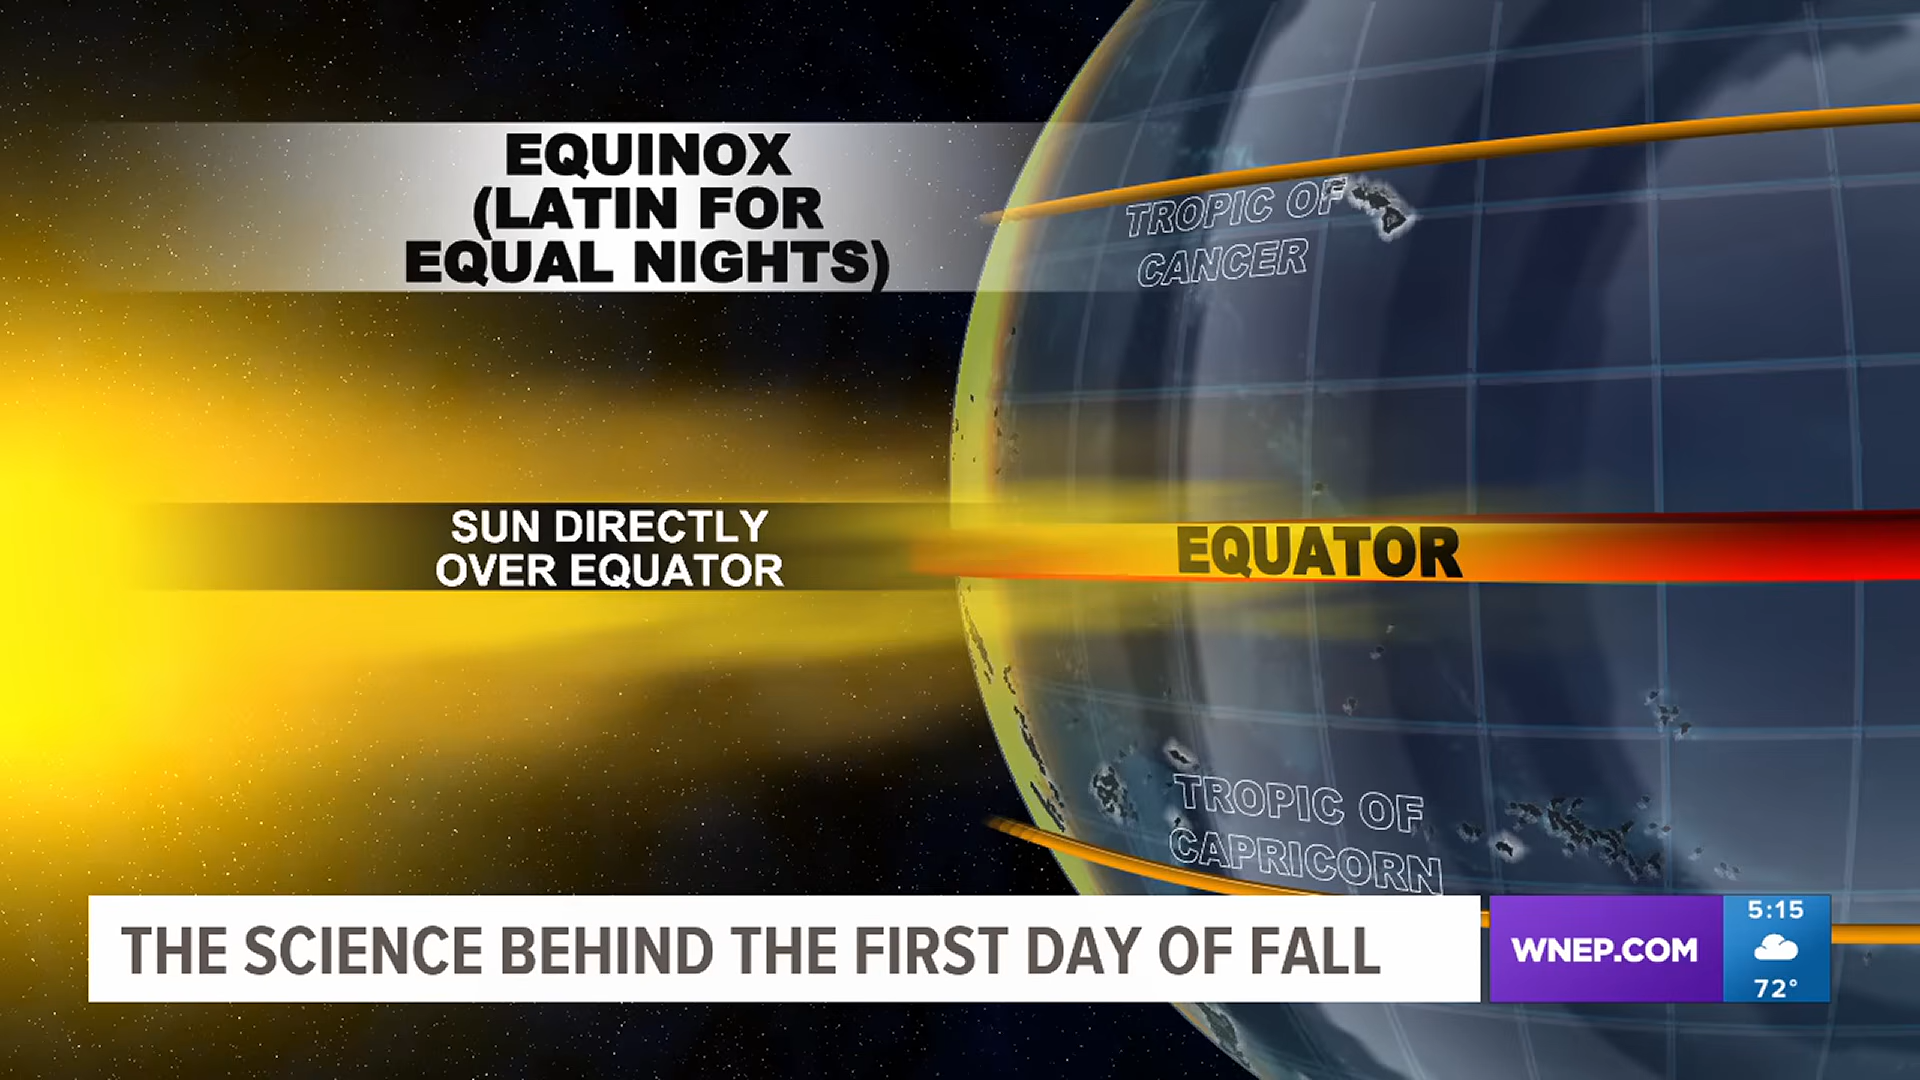 EQUINOX
(LATIN FOR
EQUAL NIGHTS)
TROPIC OF
CANCER
SUN DIRECTLY
OVER EQUATOR
EQUATOR
TROPIC OF
CAPRICORN
THE SCIENCE BEHIND THE FIRST DAY OF FALL
WNEP.COM
5:15
72°